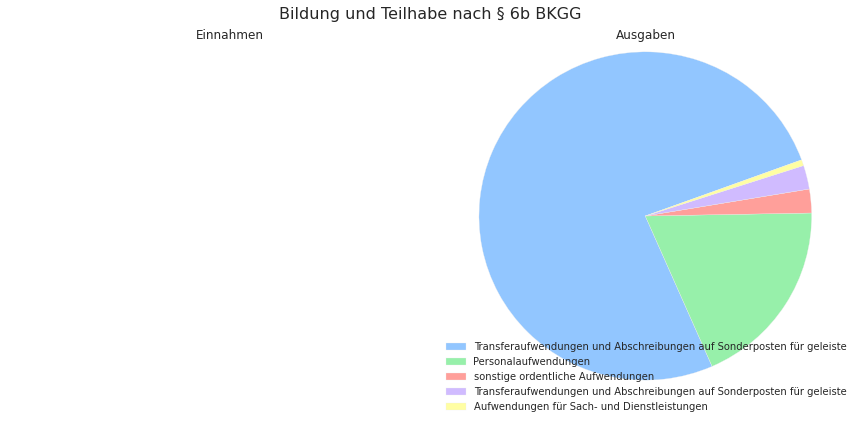 Bildung und Teilhabe nach § 6b BKGG
Einnahmen
Ausgaben
Transferaufwendungen und Abschreibungen auf Sonderposten für geleiste
Personalaufwendungen
sonstige ordentliche Aufwendungen
Transferaufwendungen und Abschreibungen auf Sonderposten für geleiste
Aufwendungen für Sach- und Dienstleistungen